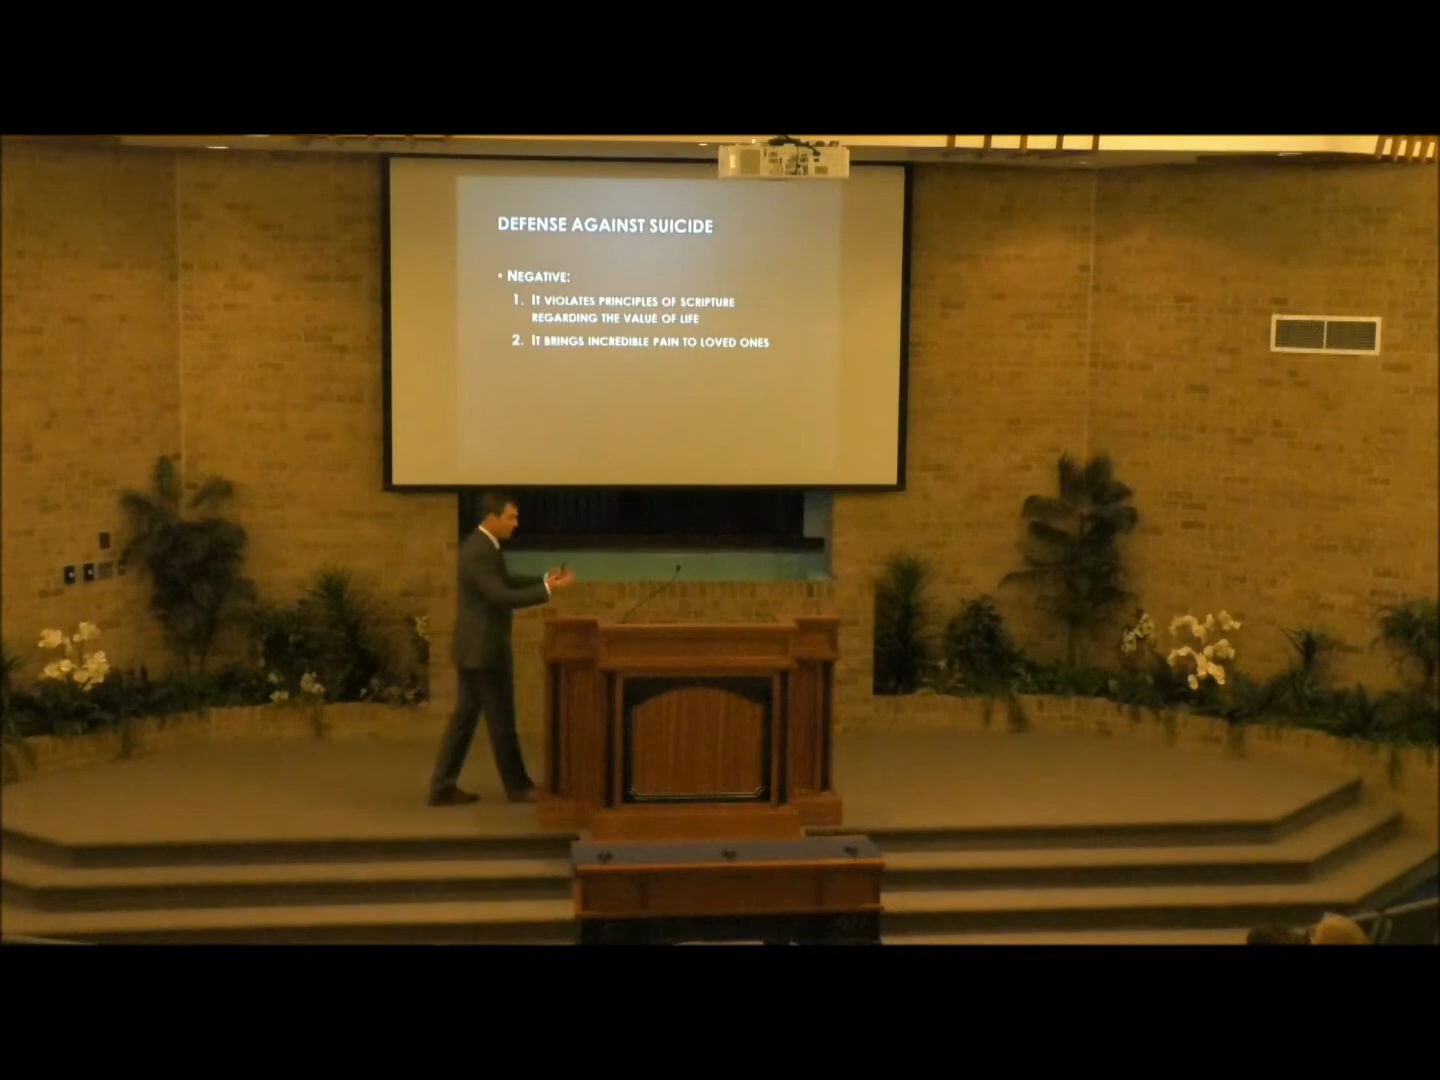 DEFENSE AGAINST SUICIDE
• NEGATIVE:
1. IT VIOLATES PRINCIPLES OF SCRIPTURE
REGARDING THE VALUE OF LIFE
2. IT BRINGS INCREDIBLE PAIN TO LOVED ONES